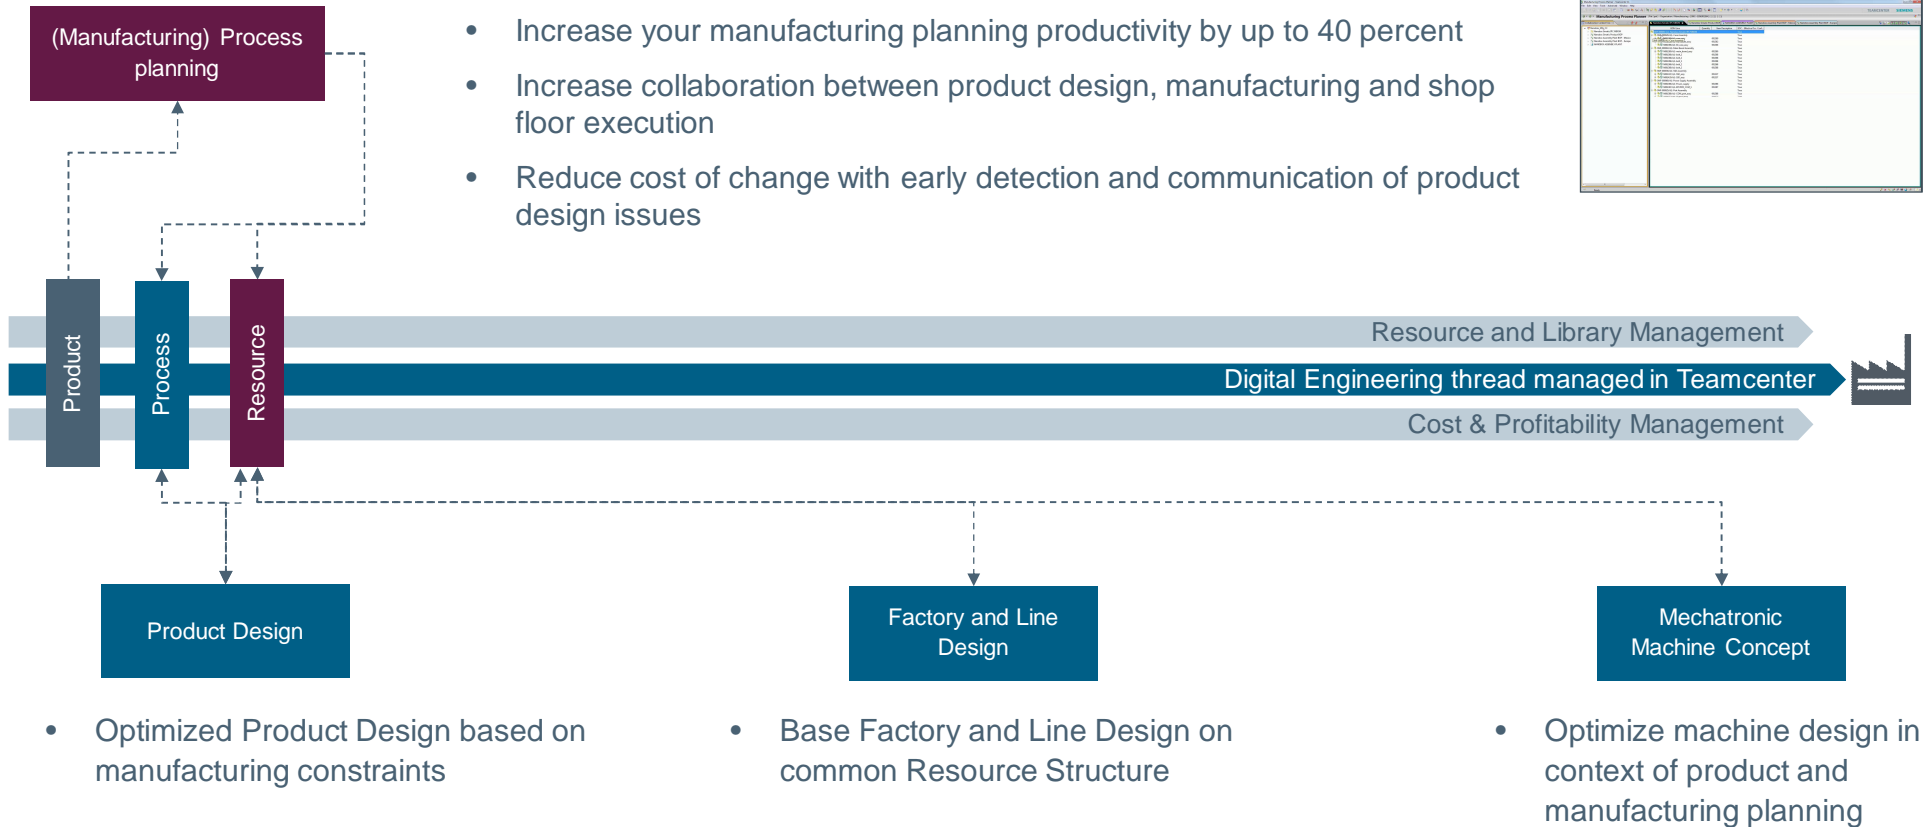 (Manufacturing) Process
planning
• Increase your manufacturing planning productivity by up to 40 percent
• Increase collaboration between product design, manufacturing and shop
floor execution
• Reduce cost of change with early detection and communication of product
design issues
Product
Process
Resource
Resource and Library Management
Digital Engineering thread managed in Teamcenter
Cost & Profitability Management
Product Design
Factory and Line
Design
Mechatronic
Machine Concept
• Optimized Product Design based on
manufacturing constraints
• Base Factory and Line Design on
common Resource Structure
• Optimize machine design in
context of product and
manufacturing planning